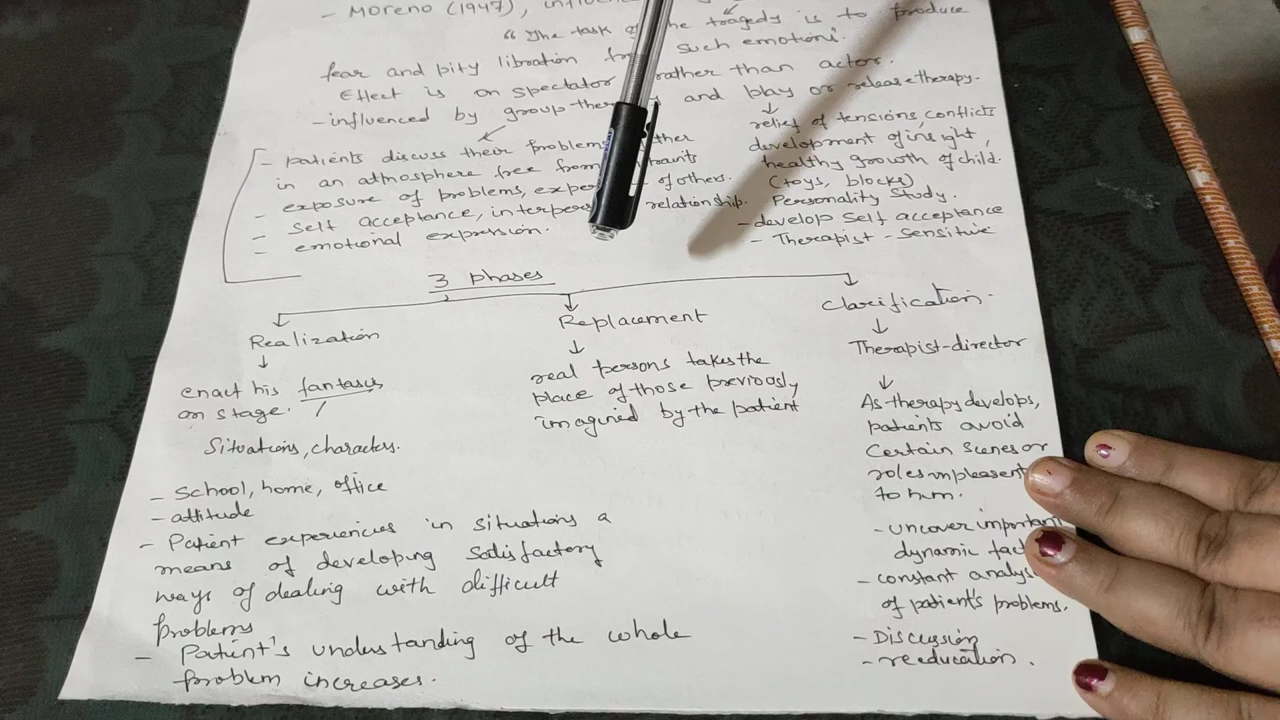 - Moreno (1947),
"The task of the tragedy is to produce
fear and pity libration such emotions.
Effect is on spectator rather than actor.
- influenced by group and play or release therapy.
- patients discuss their problems
in an atmosphere free from
- exposure of problems, of others.
- Self acceptance, relationship.
- emotional expression.
relief of tensions, conflicts
development of insight,
healthy growth of child.
(toys, blocks)
Personality study.
- develop self acceptance
- Therapist - sensitive
3 phases
Realization
enact his fantasies
on stage.
Situations, characters.
- School, home, office
- attitude
- Patient experiencies in situations a
means of developing satisfactory
ways of dealing with difficult
problems
- Patient's understanding of the whole
problem increases.
Replacement
real persons takes the
place of those previously
imagined by the patient
Clarification.
Therapist-director
As therapy develops,
patients avoid
certain scenes or
roles unpleasent
to him.
- uncover important
dynamic
- constant
of patient's problems.
- Discussion
- reeducation.